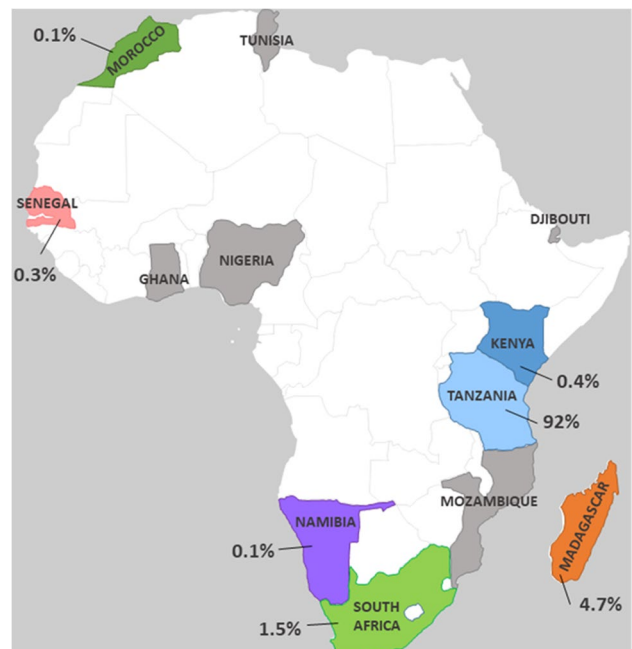 0.1%
MOROCCO
TUNISIA
SENEGAL
0.3%
GHANA
NIGERIA
DJIBOUTI
KENYA
0.4%
TANZANIA
92%
MOZAMBIQUE
MADAGASCAR
4.7%
NAMIBIA
0.1%
SOUTH
AFRICA
1.5%